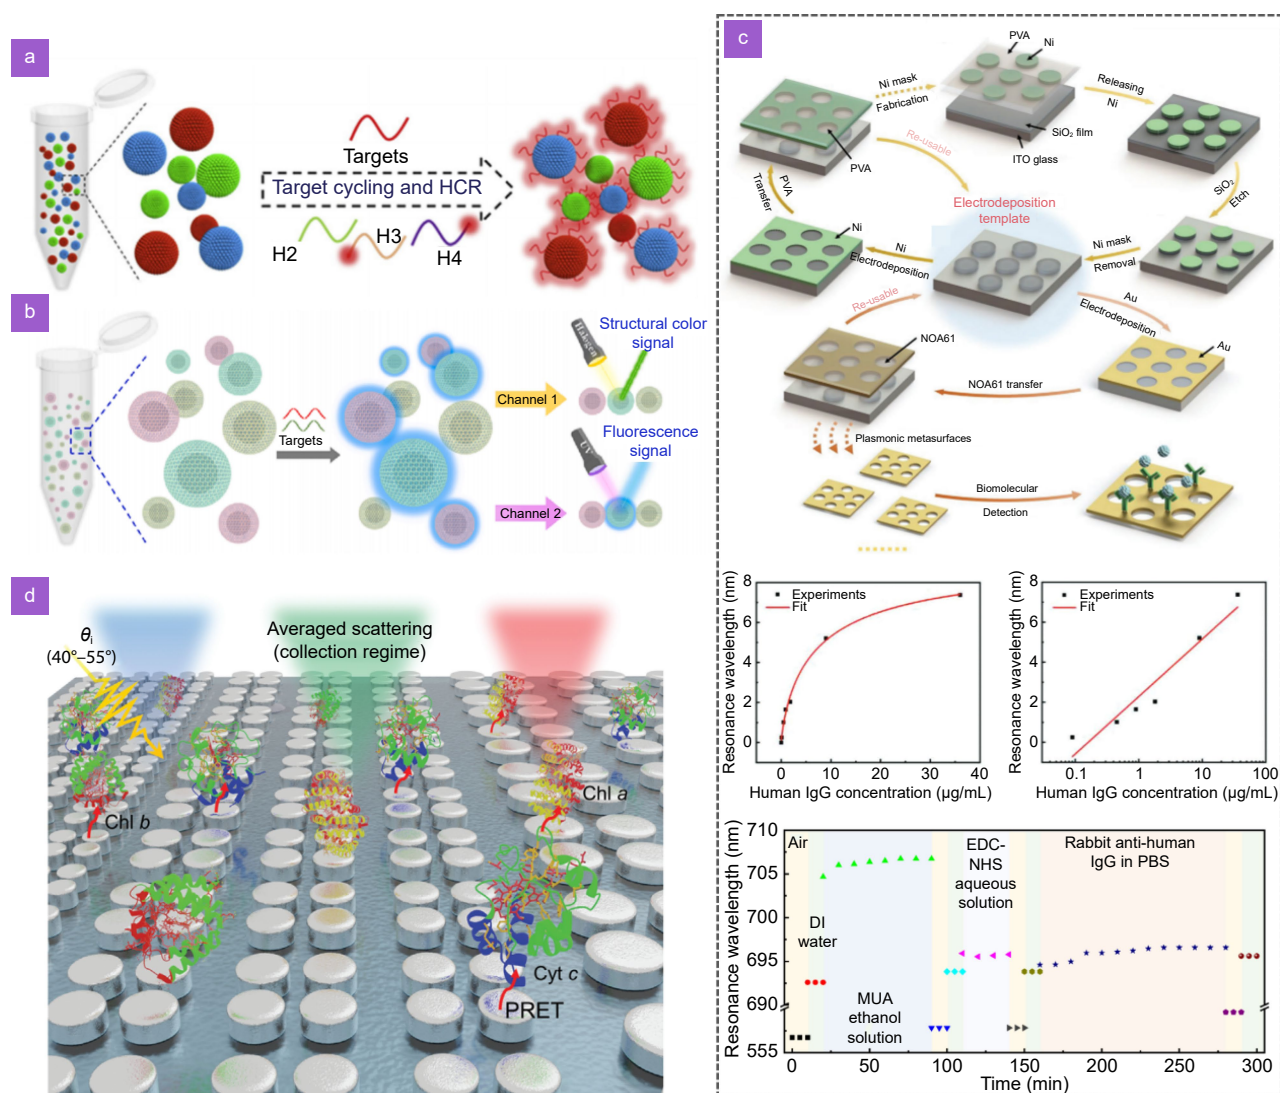 a
Targets
Target cycling and HCR
H2
H3
H4
b
Targets
Halogen
Structural color
signal
Channel 1
UV
Fluorescence
signal
Channel 2
c
PVA
Ni
Ni mask
Fabrication
Releasing
Ni
SiO₂ film
ITO glass
PVA
Re-usable
PVA
Transfer
SiO₂
Etch
Electrodeposition
template
Ni
Ni
Electrodeposition
Ni mask
Removal
Re-usable
Au
Electrodeposition
NOA61
Au
NOA61 transfer
Plasmonic metasurfaces
Biomolecular
Detection
Resonance wavelength (nm)
8
6
4
2
0
Experiments
Fit
0 10 20 30 40
Human IgG concentration (μg/mL)
Resonance wavelength (nm)
8
6
4
2
0
Experiments
Fit
0.1 1 10 100
Human IgG concentration (μg/mL)
Resonance wavelength (nm)
710
705
700
695
690
555
Air
DI
water
MUA
ethanol
solution
EDC-
NHS
aqueous
solution
Rabbit anti-human
IgG in PBS
0 50 100 150 200 250 300
Time (min)
d
θi
(40°–55°)
Averaged scattering
(collection regime)
Chl b
Chl a
Cyt c
PRET